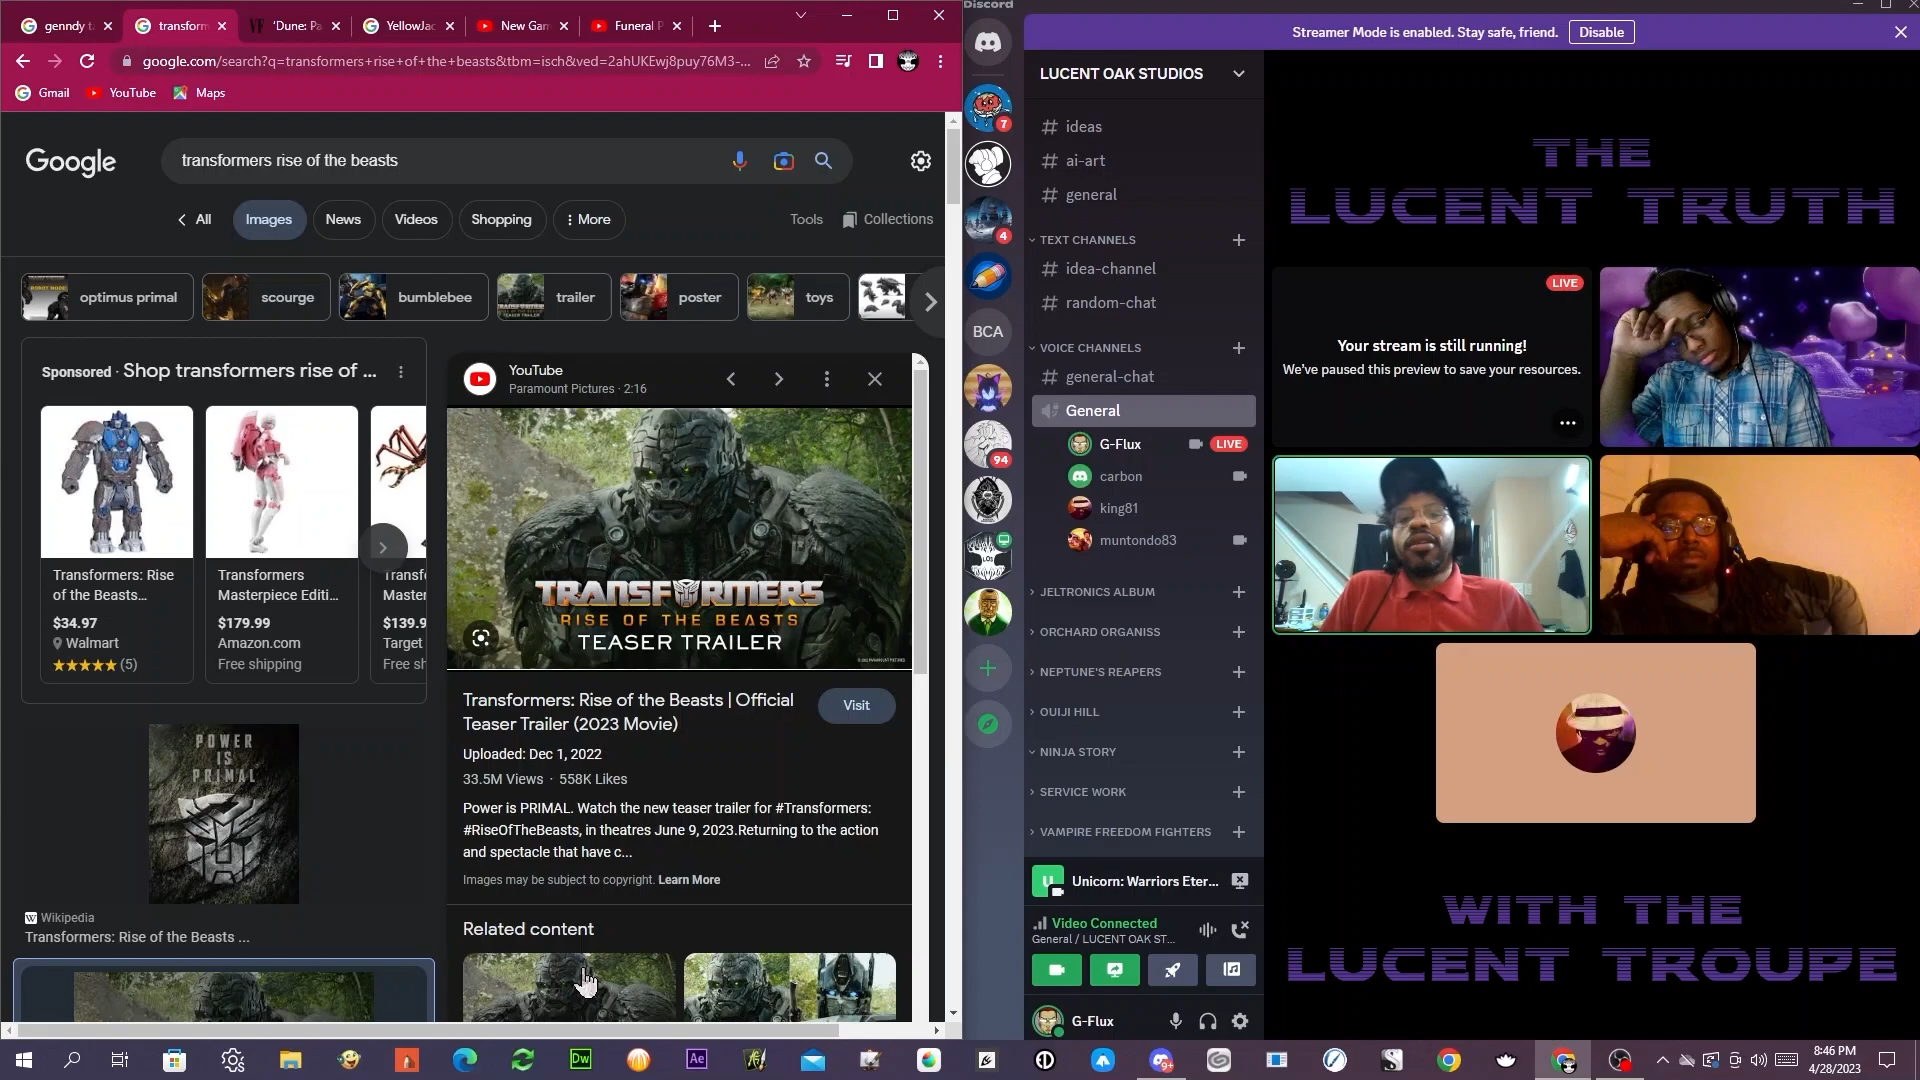 genndy t
transform
'Dune: Pa
YellowJac
New Gam
Funeral P
google.com/search?q=transformers+rise+of+the+beasts&tbm=isch&ved=2ahUKEwj8puy76M3-...
Gmail
YouTube
Maps
Google
transformers rise of the beasts
All
Images
News
Videos
Shopping
More
Tools
Collections
optimus primal
scourge
bumblebee
trailer
poster
toys
Sponsored · Shop transformers rise of ...
Transformers: Rise
of the Beasts...
$34.97
Walmart
(5)
Transformers
Masterpiece Editi...
$179.99
Amazon.com
Free shipping
Transf
Master
$139.9
Target
Free sh
POWER
IS
PRIMAL
Wikipedia
Transformers: Rise of the Beasts ...
YouTube
Paramount Pictures · 2:16
TRANSFORMERS
RISE OF THE BEASTS
TEASER TRAILER
Transformers: Rise of the Beasts | Official
Teaser Trailer (2023 Movie)
Visit
Uploaded: Dec 1, 2022
33.5M Views · 558K Likes
Power is PRIMAL. Watch the new teaser trailer for #Transformers:
#RiseOfTheBeasts, in theatres June 9, 2023.Returning to the action
and spectacle that have c...
Images may be subject to copyright. Learn More
Related content
Discord
Streamer Mode is enabled. Stay safe, friend.
Disable
7
4
BCA
94
LOS
LUCENT OAK STUDIOS
# ideas
# ai-art
# general
TEXT CHANNELS
# idea-channel
# random-chat
VOICE CHANNELS
# general-chat
General
G-Flux
LIVE
carbon
king81
muntondo83
JELTRONICS ALBUM
ORCHARD ORGANISS
NEPTUNE'S REAPERS
OUIJI HILL
NINJA STORY
SERVICE WORK
VAMPIRE FREEDOM FIGHTERS
U
Unicorn: Warriors Eter...
Video Connected
General / LUCENT OAK ST...
G-Flux
THE
LUCENT TRUTH
LIVE
Your stream is still running!
We've paused this preview to save your resources.
WITH THE
LUCENT TROUPE
Dw
Ae
9+
8:46 PM
4/28/2023